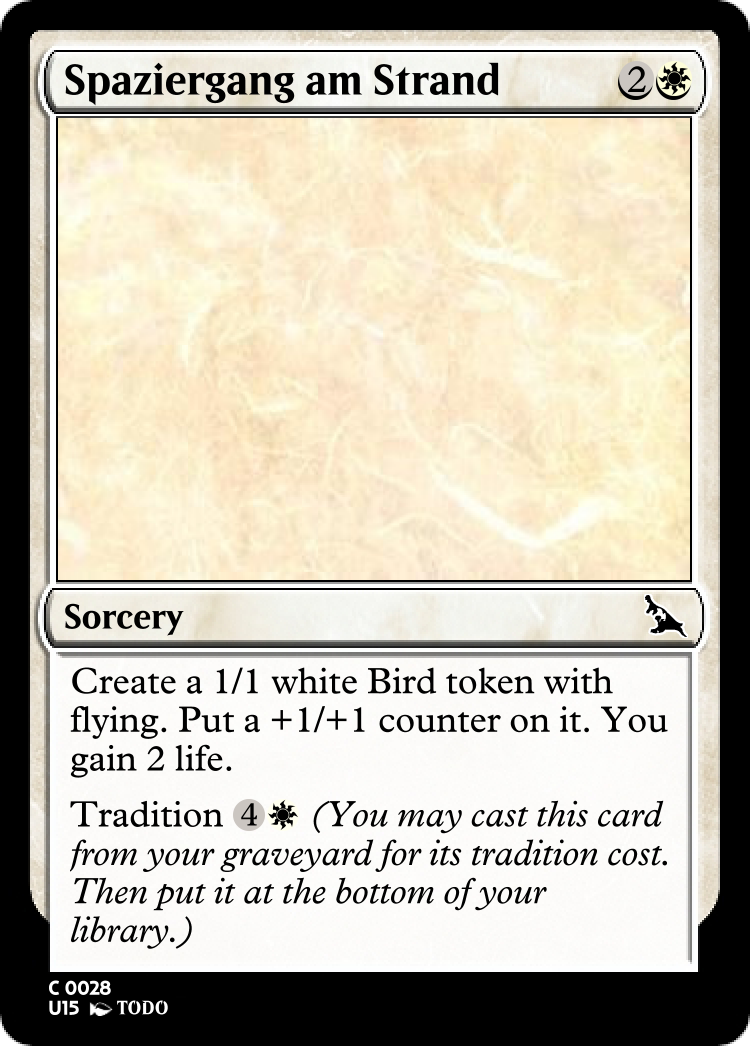 Spaziergang am Strand 2
Sorcery
Create a 1/1 white Bird token with
flying. Put a +1/+1 counter on it. You
gain 2 life.
Tradition 4 (You may cast this card
from your graveyard for its tradition cost.
Then put it at the bottom of your
library.)
C 0028
U15 TODO